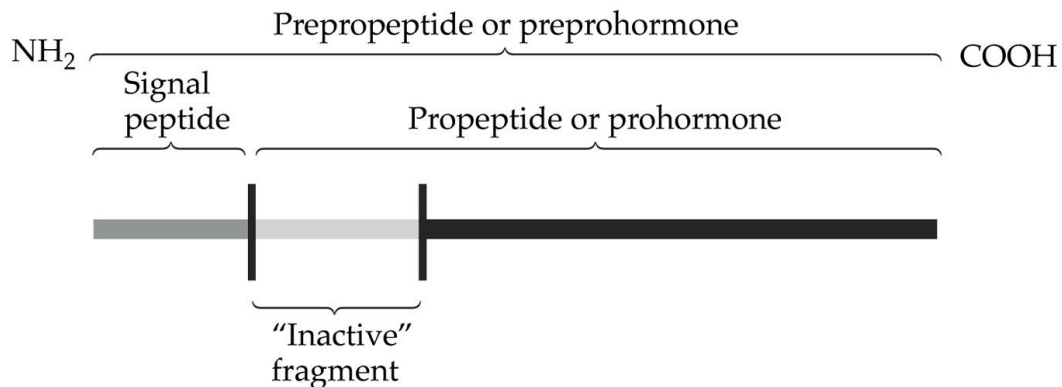 Prepropeptide or preprohormone
NH₂
COOH
Signal
peptide
Propeptide or prohormone
“Inactive”
fragment